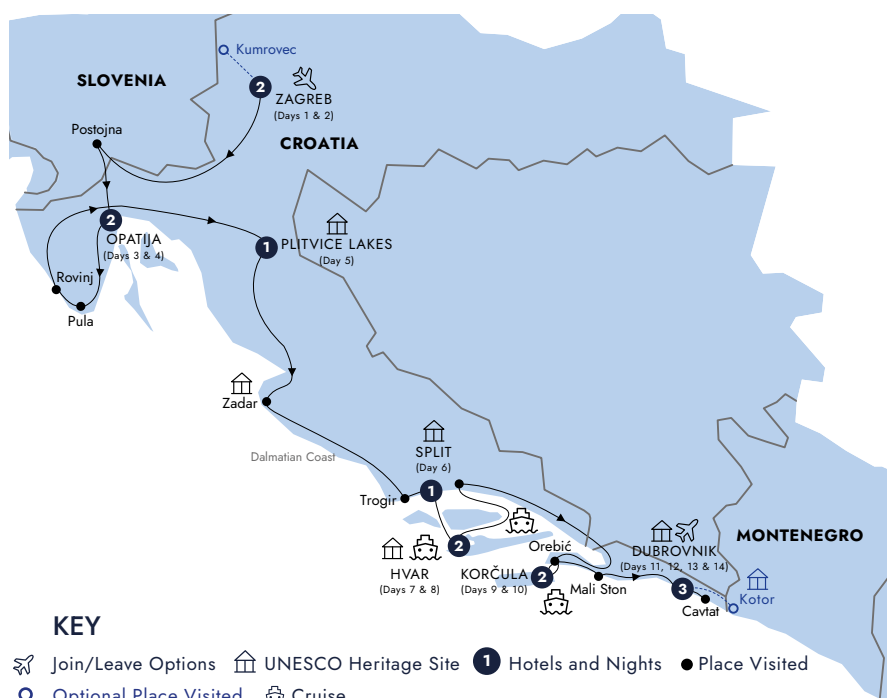 Kumrovec
SLOVENIA
2
ZAGREB
(Days 1 & 2)
Postojna
CROATIA
2
OPATIJA
(Days 3 & 4)
1
PLITVICE LAKES
(Day 5)
Rovinj
Pula
Zadar
Dalmatian Coast
SPLIT
(Day 6)
1
Trogir
2
HVAR
(Days 7 & 8)
Orebić
KORČULA
(Days 9 & 10)
2
Mali Ston
MONTENEGRO
DUBROVNIK
(Days 11, 12, 13 & 14)
3
Cavtat
Kotor
KEY
Join/Leave Options UNESCO Heritage Site 1 Hotels and Nights Place Visited
Optional Place Visited Cruise